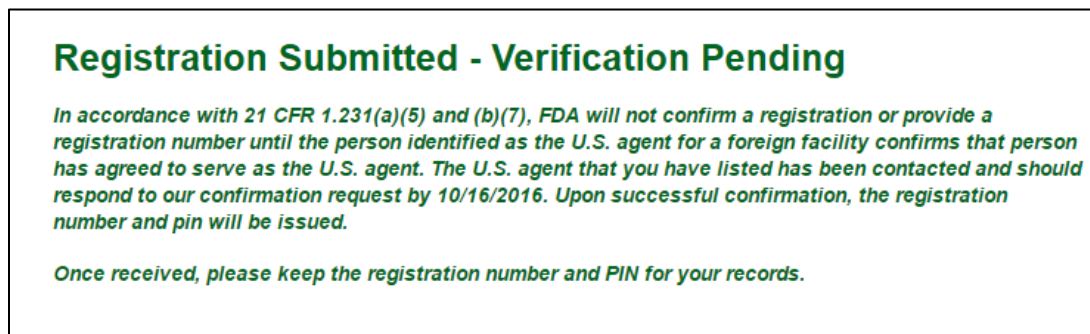 Registration Submitted - Verification Pending
In accordance with 21 CFR 1.231(a)(5) and (b)(7), FDA will not confirm a registration or provide a
registration number until the person identified as the U.S. agent for a foreign facility confirms that person
has agreed to serve as the U.S. agent. The U.S. agent that you have listed has been contacted and should
respond to our confirmation request by 10/16/2016. Upon successful confirmation, the registration
number and pin will be issued.
Once received, please keep the registration number and PIN for your records.